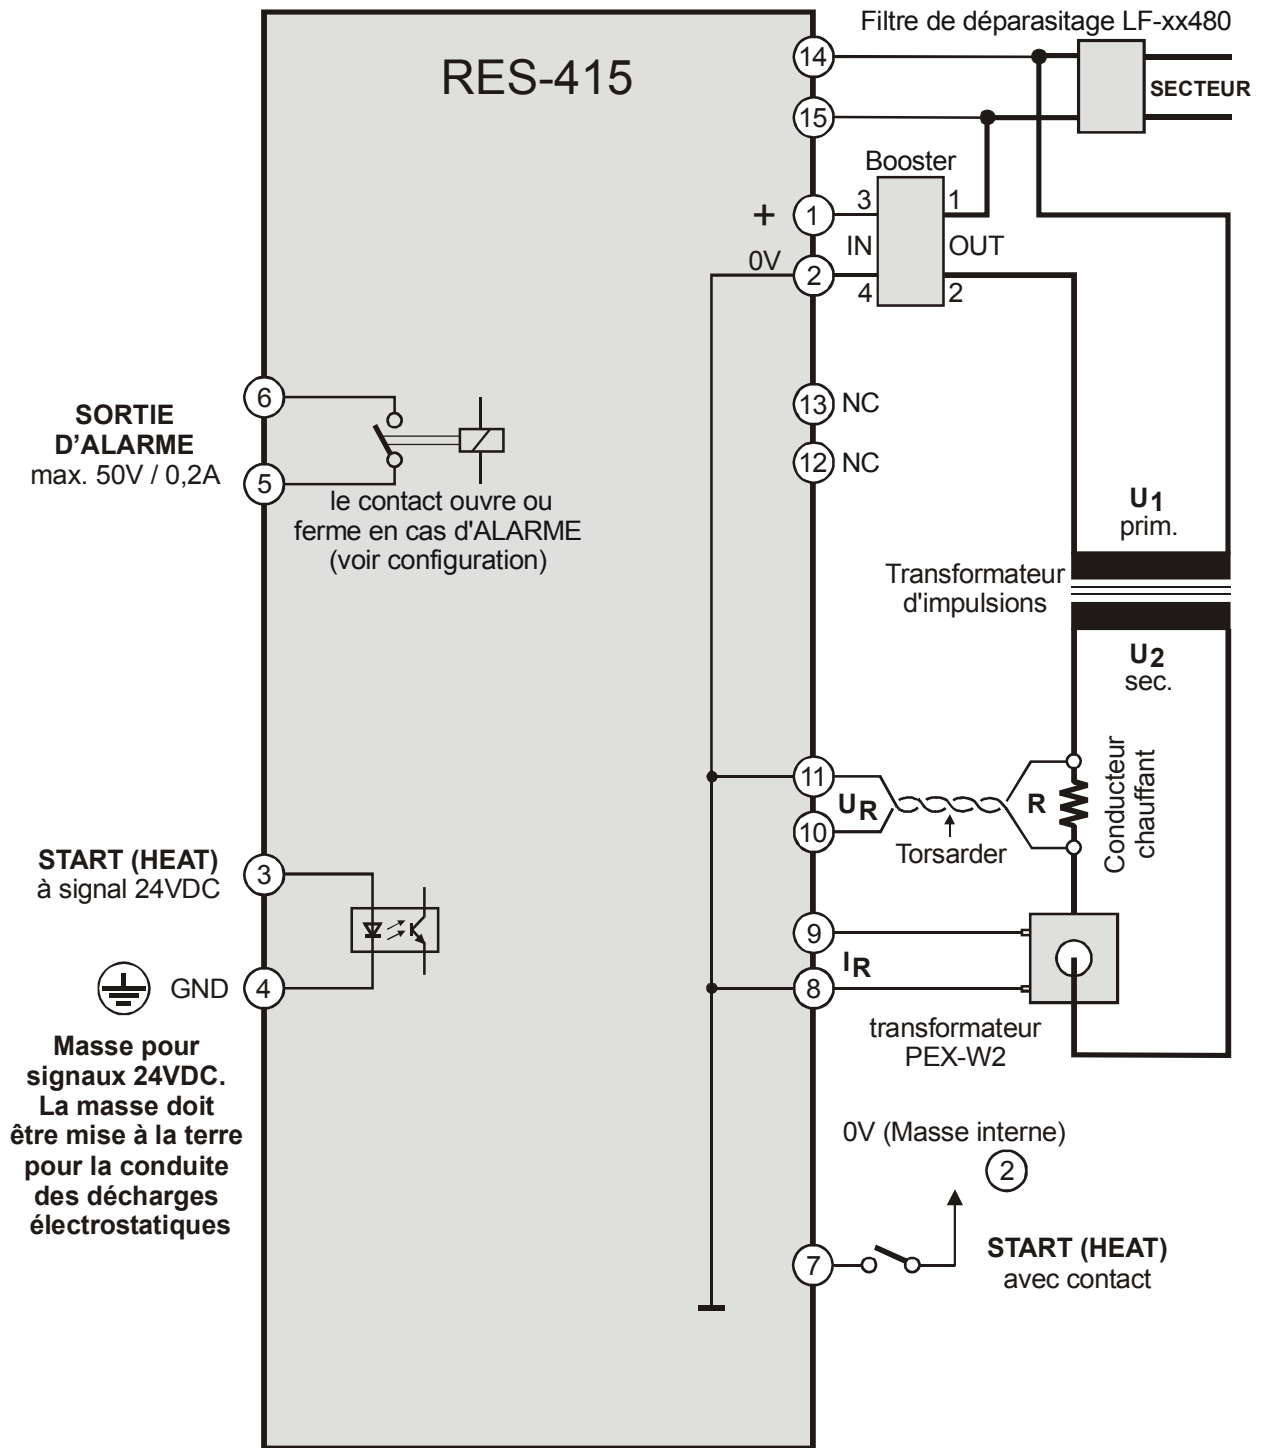 Filtre de déparasitage LF-xx480
RES-415
14
SECTEUR
15
Booster
+
1
3
1
IN
OUT
0V
2
4
2
6
SORTIE
D'ALARME
max. 50V / 0,2A
5
le contact ouvre ou
ferme en cas d'ALARME
(voir configuration)
13
NC
12
NC
U1
prim.
Transformateur
d'impulsions
U2
sec.
11
UR
10
Torsarder
R
Conducteur
chauffant
START (HEAT)
à signal 24VDC
3
GND
4
Masse pour
signaux 24VDC.
La masse doit
être mise à la terre
pour la conduite
des décharges
électrostatiques
9
IR
8
transformateur
PEX-W2
0V (Masse interne)
2
7
START (HEAT)
avec contact